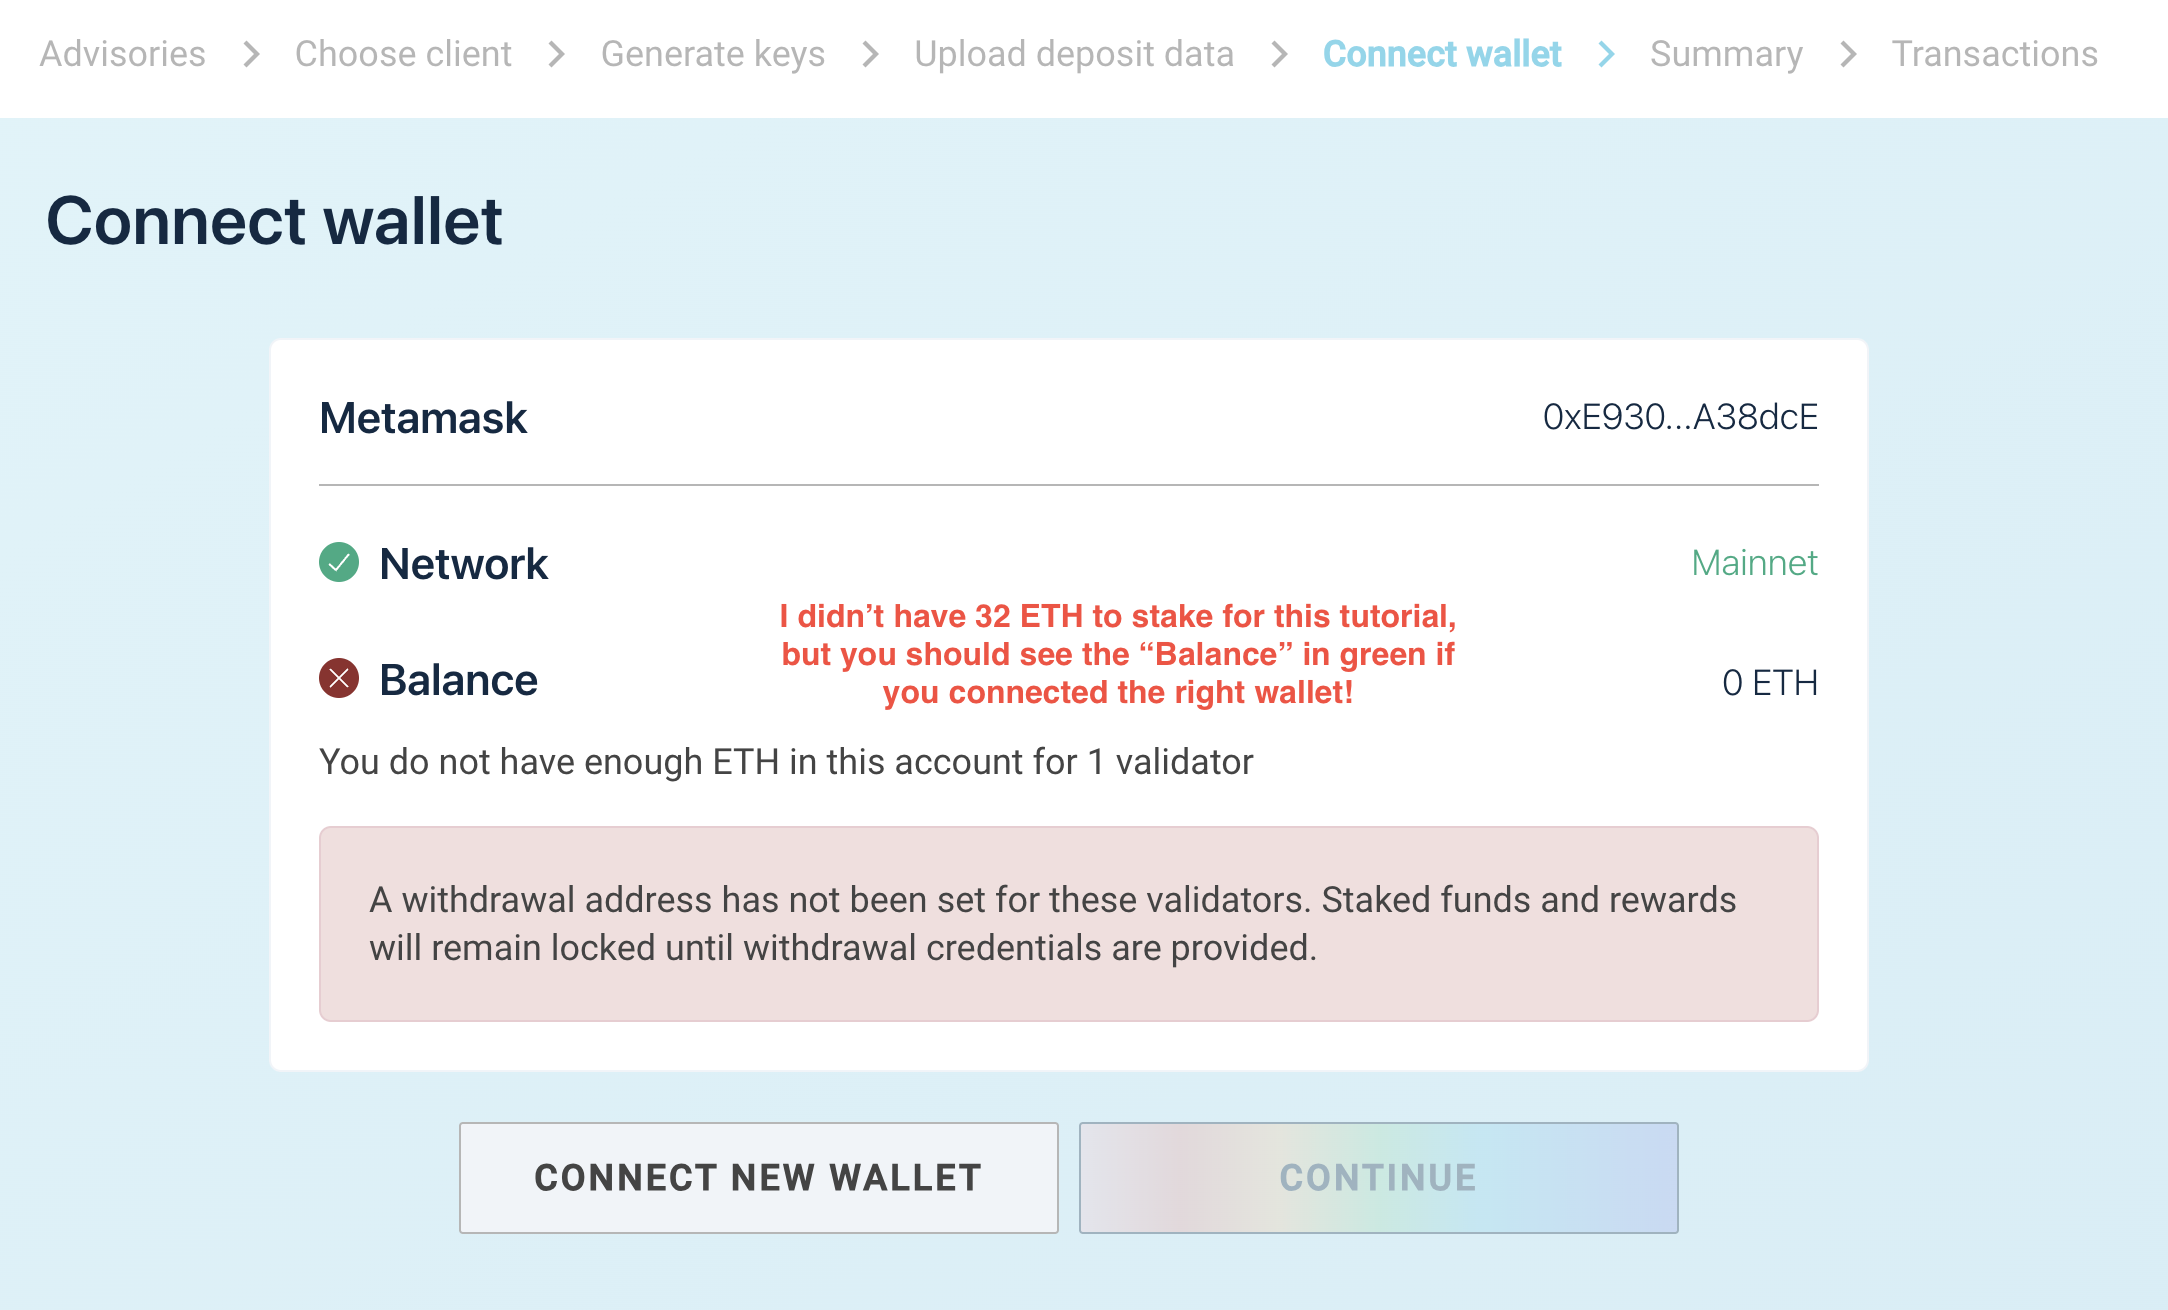 Advisories > Choose client > Generate keys > Upload deposit data > Connect wallet > Summary > Transactions
Connect wallet
Metamask 0xE930...A38dcE
Network Mainnet
I didn’t have 32 ETH to stake for this tutorial,
but you should see the “Balance” in green if
you connected the right wallet!
Balance 0 ETH
You do not have enough ETH in this account for 1 validator
A withdrawal address has not been set for these validators. Staked funds and rewards
will remain locked until withdrawal credentials are provided.
CONNECT NEW WALLET CONTINUE